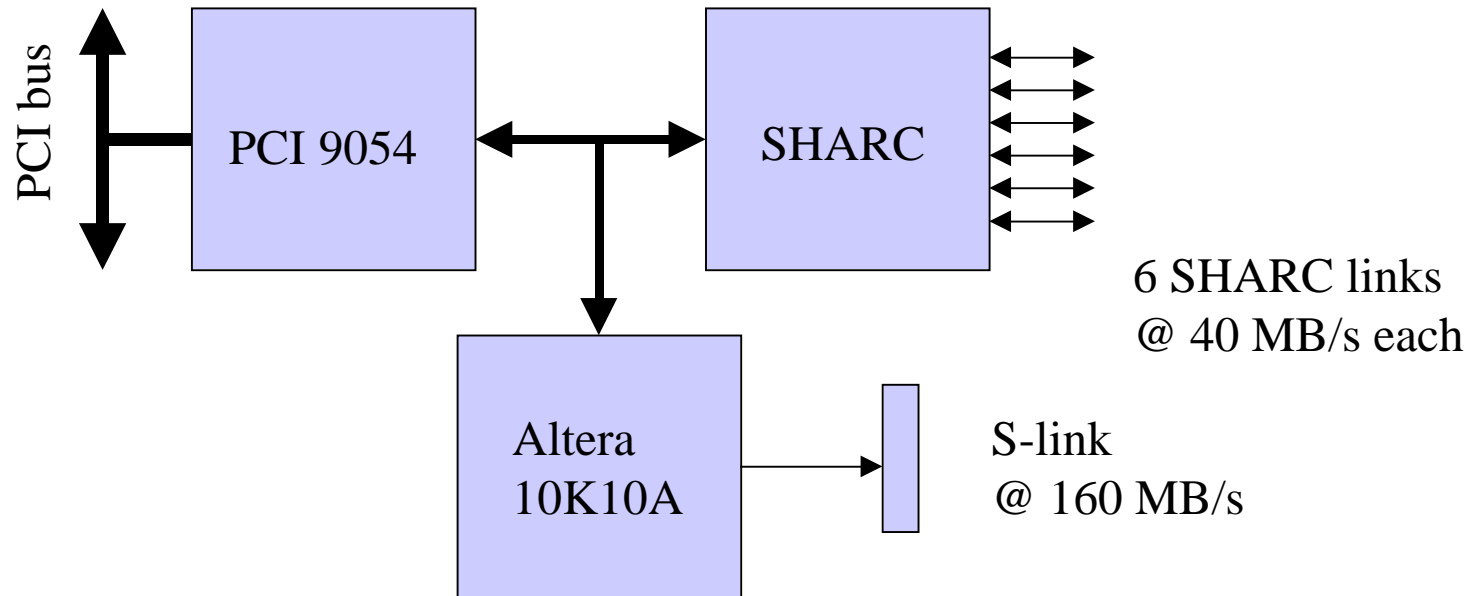 PCI bus
PCI 9054
SHARC
6 SHARC links
@ 40 MB/s each
Altera
10K10A
S-link
@ 160 MB/s